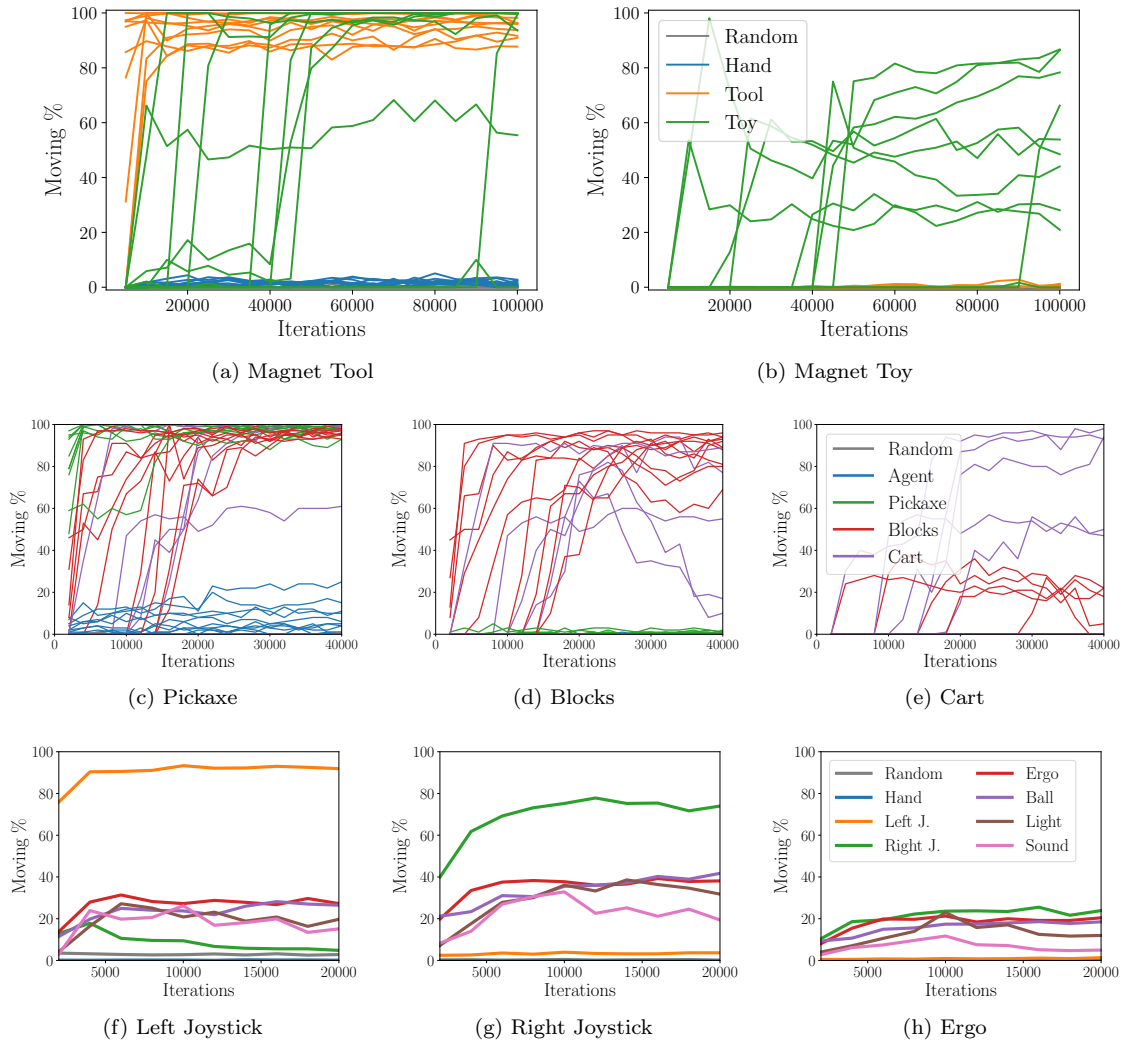 100
80
60
40
20
0
Moving %
20000 40000 60000 80000 100000
Iterations
(a) Magnet Tool
100
80
60
40
20
0
Moving %
Random
Hand
Tool
Toy
20000 40000 60000 80000 100000
Iterations
(b) Magnet Toy
100
80
60
40
20
0
Moving %
0 10000 20000 30000 40000
Iterations
(c) Pickaxe
100
80
60
40
20
0
Moving %
0 10000 20000 30000 40000
Iterations
(d) Blocks
100
80
60
40
20
0
Moving %
Random
Agent
Pickaxe
Blocks
Cart
0 10000 20000 30000 40000
Iterations
(e) Cart
100
80
60
40
20
0
Moving %
5000 10000 15000 20000
Iterations
(f) Left Joystick
100
80
60
40
20
0
Moving %
5000 10000 15000 20000
Iterations
(g) Right Joystick
100
80
60
40
20
0
Moving %
Random Ergo
Hand Ball
Left J. Light
Right J. Sound
5000 10000 15000 20000
Iterations
(h) Ergo